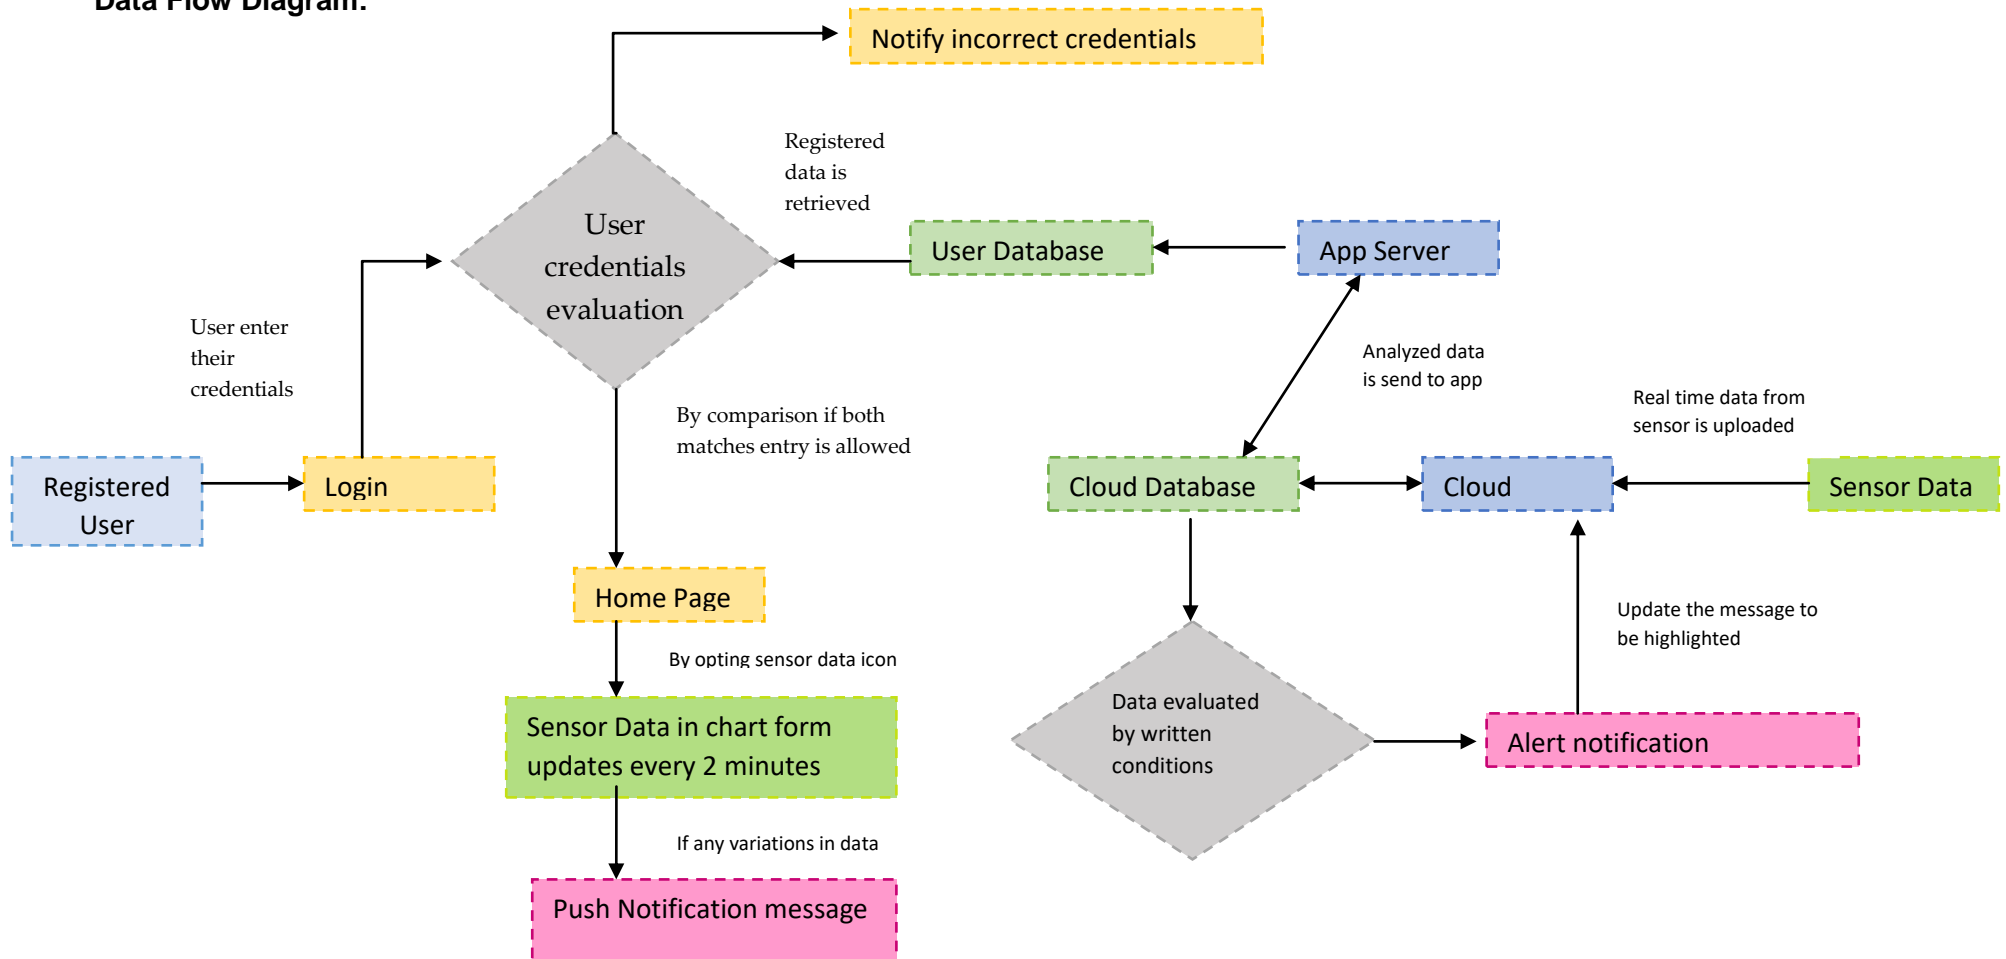 Data Flow Diagram:
Notify incorrect credentials
Registered
data is
retrieved
User
credentials
evaluation
User Database
App Server
User enter
their
credentials
Analyzed data
is send to app
By comparison if both
matches entry is allowed
Real time data from
sensor is uploaded
Registered
User
Login
Cloud Database
Cloud
Sensor Data
Home Page
Update the message to
be highlighted
By opting sensor data icon
Sensor Data in chart form
updates every 2 minutes
Data evaluated
by written
conditions
Alert notification
If any variations in data
Push Notification message